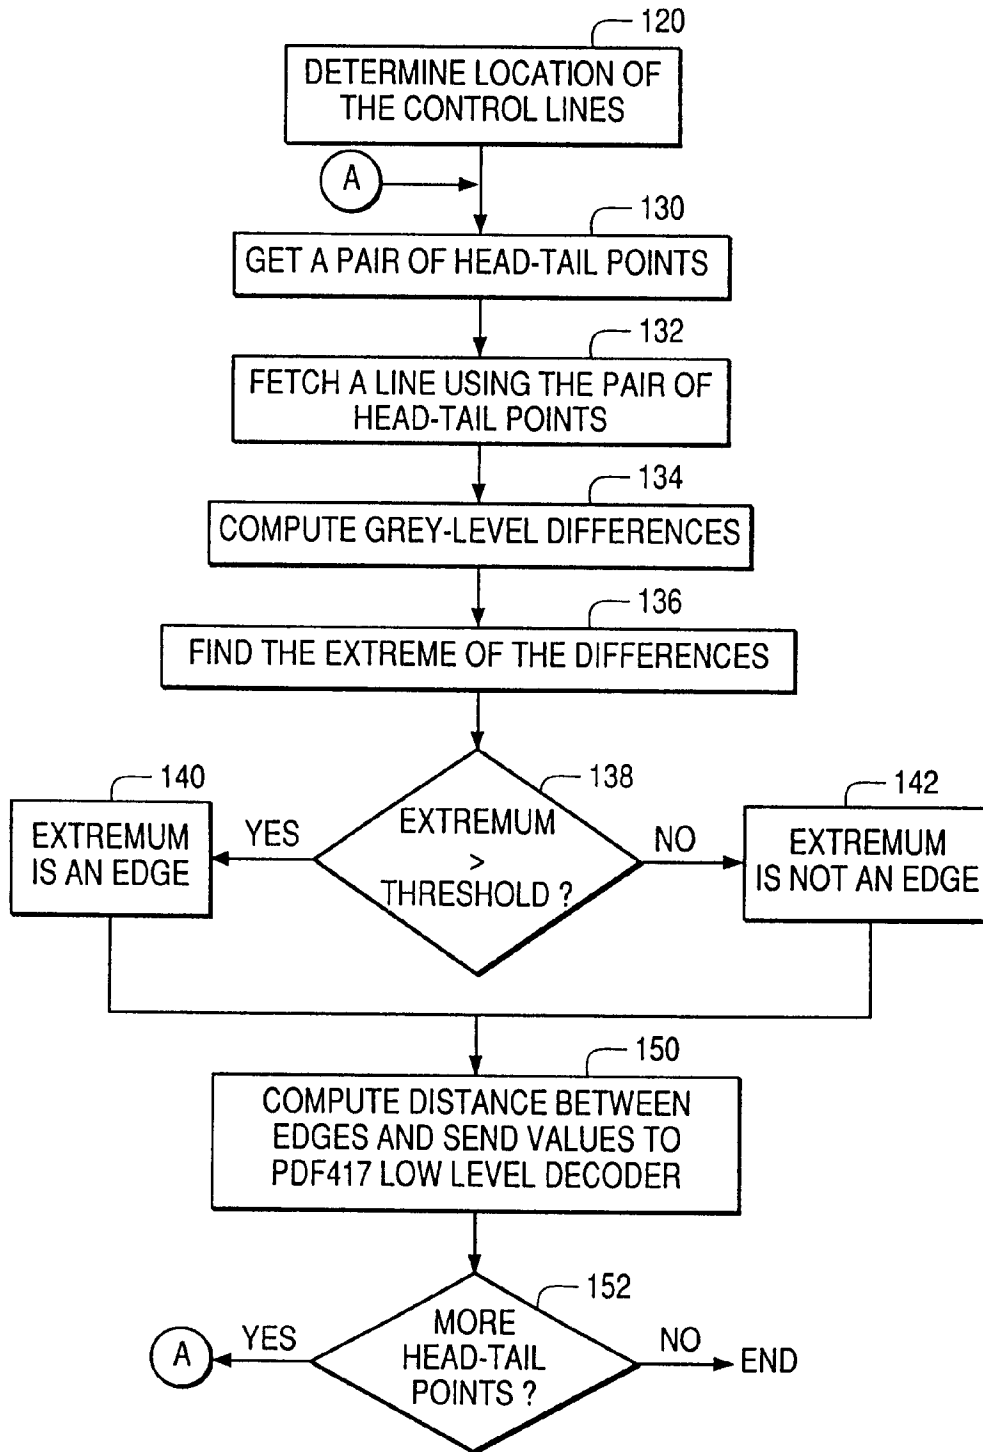 120
DETERMINE LOCATION OF
THE CONTROL LINES
A
130
GET A PAIR OF HEAD-TAIL POINTS
132
FETCH A LINE USING THE PAIR OF
HEAD-TAIL POINTS
134
COMPUTE GREY-LEVEL DIFFERENCES
136
FIND THE EXTREME OF THE DIFFERENCES
138
EXTREMUM
>
THRESHOLD ?
YES
NO
140
EXTREMUM
IS AN EDGE
142
EXTREMUM
IS NOT AN EDGE
150
COMPUTE DISTANCE BETWEEN
EDGES AND SEND VALUES TO
PDF417 LOW LEVEL DECODER
152
MORE
HEAD-TAIL
POINTS ?
YES
A
NO
END